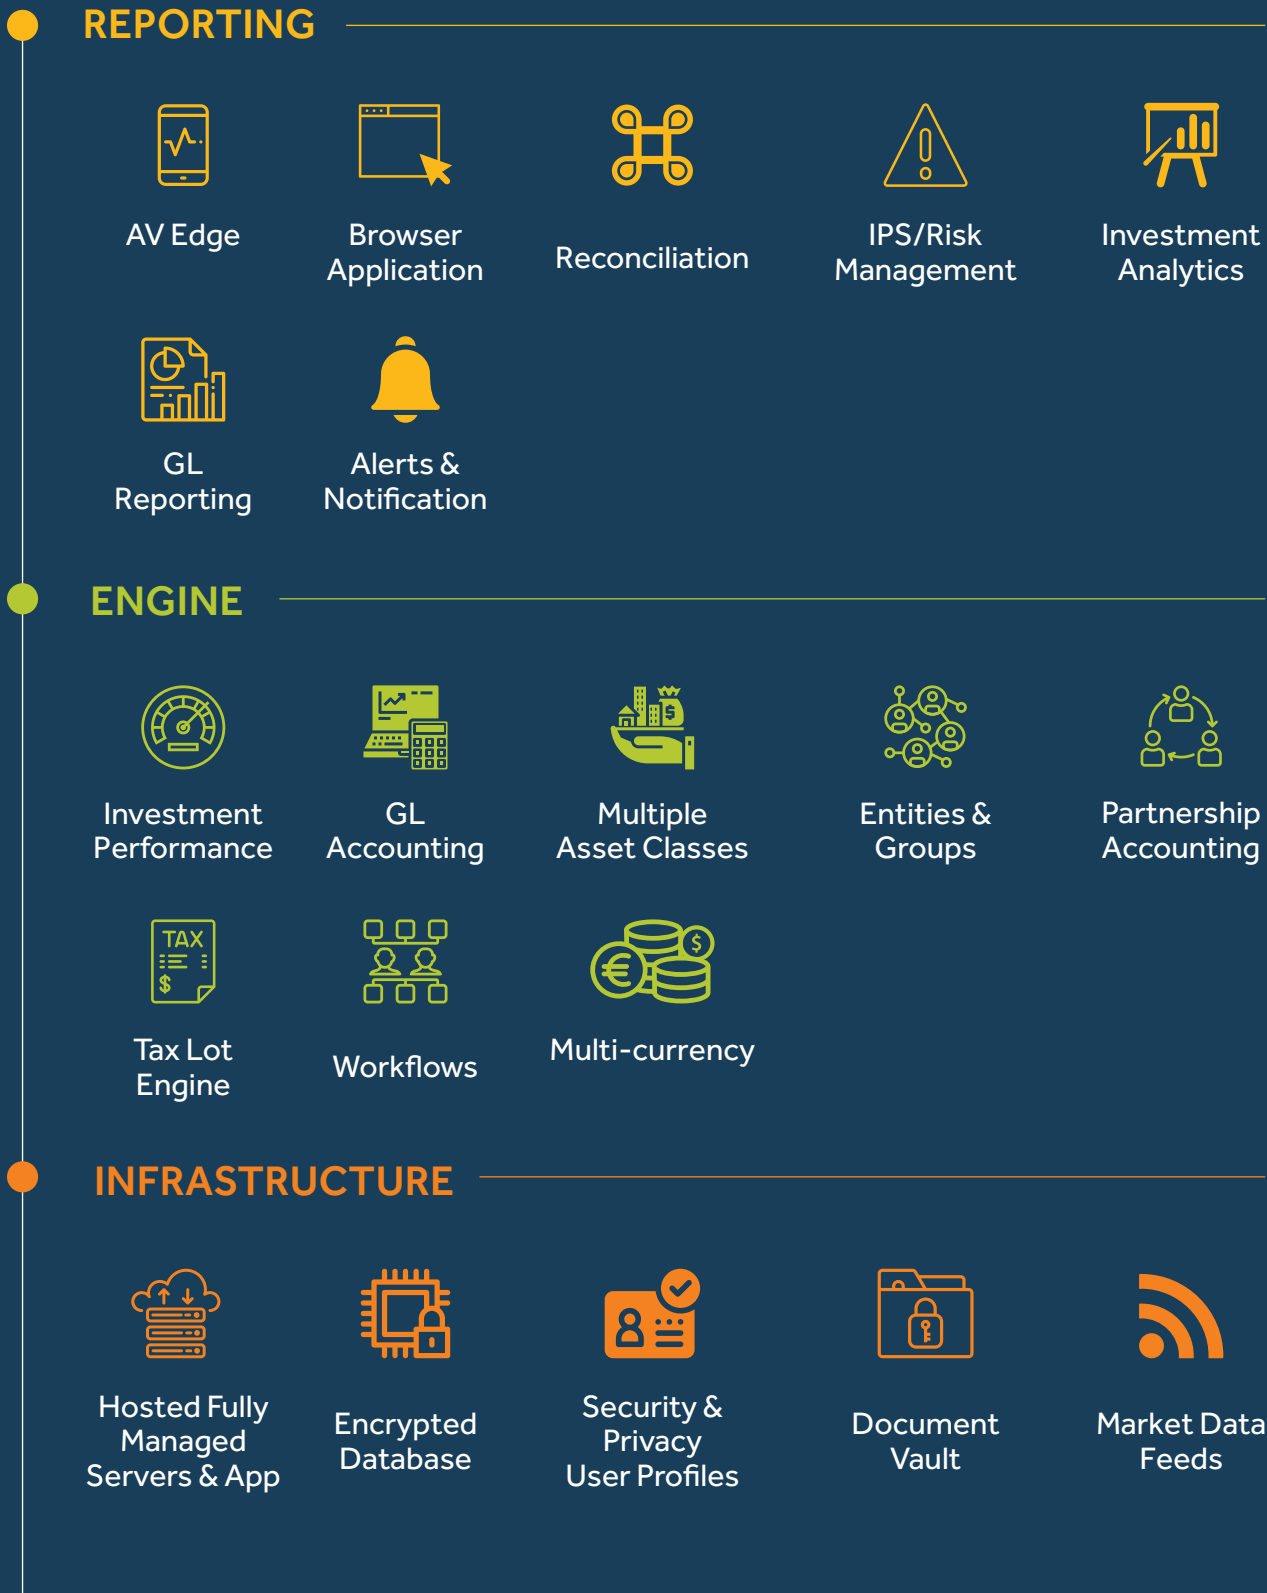 REPORTING
AV Edge
Browser
Application
Reconciliation
IPS/Risk
Management
Investment
Analytics
GL
Reporting
Alerts &
Notification
ENGINE
Investment
Performance
GL
Accounting
Multiple
Asset Classes
$
Entities &
Groups
Partnership
Accounting
TAX
$
Tax Lot
Engine
Workflows
€
$
Multi-currency
INFRASTRUCTURE
Hosted Fully
Managed
Servers & App
Encrypted
Database
Security &
Privacy
User Profiles
Document
Vault
Market Data
Feeds